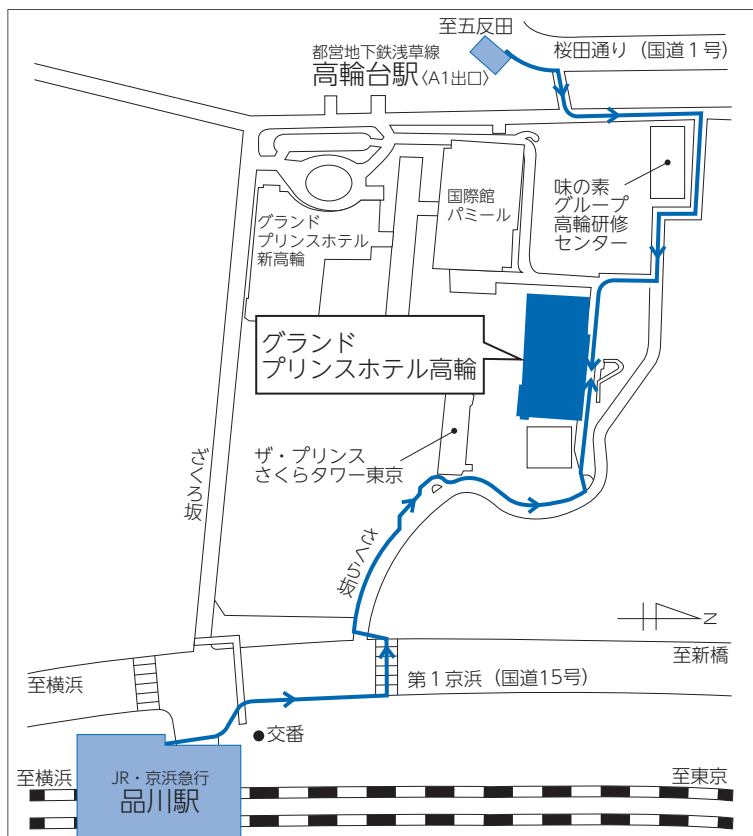 至五反田
都営地下鉄浅草線
高輪台駅〈A1出口〉
桜田通り（国道１号）
国際館
パミール
味の素
グループ
高輪研修
センター
グランド
プリンスホテル
新高輪
グランド
プリンスホテル高輪
ザ・プリンス
さくらタワー東京
ざくろ坂
さくら坂
N
至新橋
至横浜
第１京浜（国道15号）
交番
至横浜
JR・京浜急行
品川駅
至東京